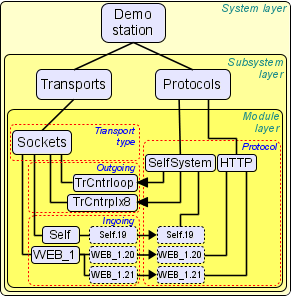 System layer
Demo
station
Subsystem
layer
Transports
Protocols
Module
layer
Transport
type
Sockets
Protocol
SelfSystem
HTTP
Outgoing
TrCntrloop
TrCntrplx8
Ingoing
Self
Self.19
Self.19
WEB_1
WEB_1.20
WEB_1.20
WEB_1.21
WEB_1.21